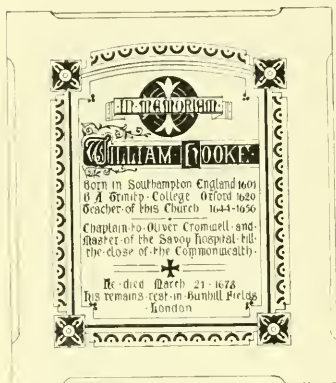 ·IN·MEMORIAM·
WILLIAM·HOOKE·
Born in Southampton England 1601
B A Trinity·College Oxford 1620
Teacher·of this Church 1644-1656
Chaplain·to·Oliver Cromwell·and·
Master·of the Savoy Hospital·till·
the·close of·the Commonwealth·
He·died March 21·1678
His remains·rest·in·Bunhill Fields
·London